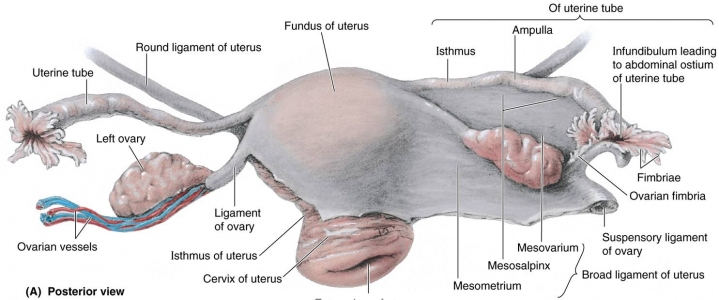 Of uterine tube
Fundus of uterus
Ampulla
Round ligament of uterus
Isthmus
Infundibulum leading
to abdominal ostium
of uterine tube
Uterine tube
Left ovary
Fimbriae
Ovarian fimbria
Ligament
of ovary
Ovarian vessels
Isthmus of uterus
Suspensory ligament
of ovary
Mesovarium
Mesosalpinx
Cervix of uterus
Mesometrium
Broad ligament of uterus
(A) Posterior view